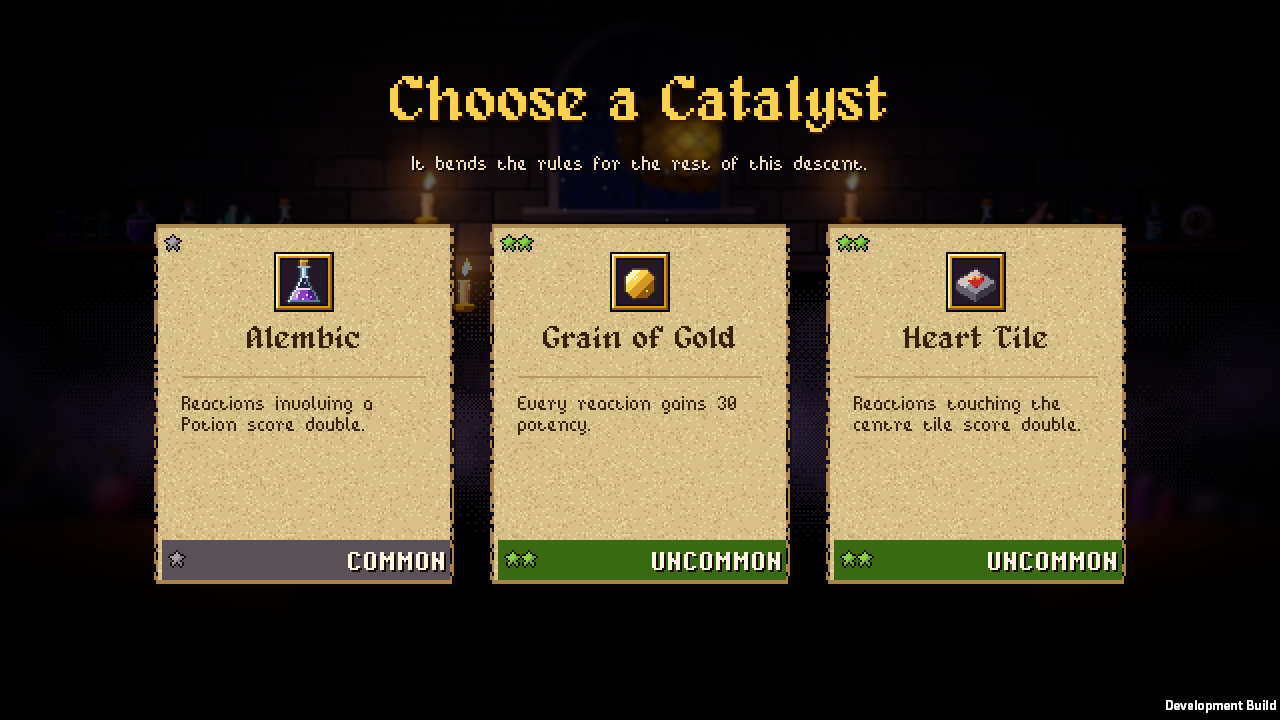 Choose a Catalyst
It bends the rules for the rest of this descent.
Alembic
Reactions involving a
Potion score double.
COMMON
Grain of Gold
Every reaction gains 30
potency.
UNCOMMON
Heart Tile
Reactions touching the
centre tile score double.
UNCOMMON
Development Build